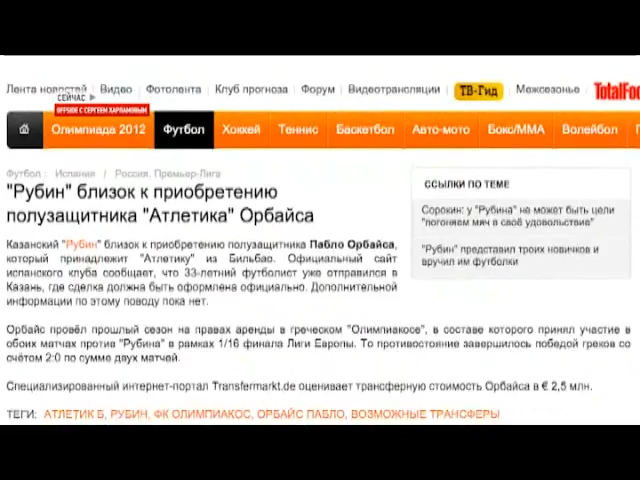 Лента новостей Видео Фотолента Клуб прогноза Форум Видеотрансляции ТВ-Гид Межсезонье TotalFoo
СЕЙЧАС
OFFSIDE С СЕРГЕЕМ ХАРЛАМОВЫМ
Олимпиада 2012 Футбол Хоккей Теннис Баскетбол Авто-мото Бокс/MMA Волейбол
Футбол : Испания / Россия. Премьер-Лига
"Рубин" близок к приобретению
полузащитника "Атлетика" Орбайса
Казанский "Рубин" близок к приобретению полузащитника Пабло Орбайса,
который принадлежит "Атлетику" из Бильбао. Официальный сайт
испанского клуба сообщает, что 33-летний футболист уже отправился в
Казань, где сделка должна быть оформлена официально. Дополнительной
информации по этому поводу пока нет.
ССЫЛКИ ПО ТЕМЕ
Сорокин: у "Рубина" не может быть цели
"погоняем мяч в своё удовольствие"
"Рубин" представил троих новичков и
вручил им футболки
Орбайс провёл прошлый сезон на правах аренды в греческом "Олимпиакосе", в составе которого принял участие в
обоих матчах против "Рубина" в рамках 1/16 финала Лиги Европы. То противостояние завершилось победой греков со
счётом 2:0 по сумме двух матчей.
Специализированный интернет-портал Transfermarkt.de оценивает трансферную стоимость Орбайса в € 2,5 млн.
ТЕГИ: АТЛЕТИК Б, РУБИН, ФК ОЛИМПИАКОС, ОРБАЙС ПАБЛО, ВОЗМОЖНЫЕ ТРАНСФЕРЫ